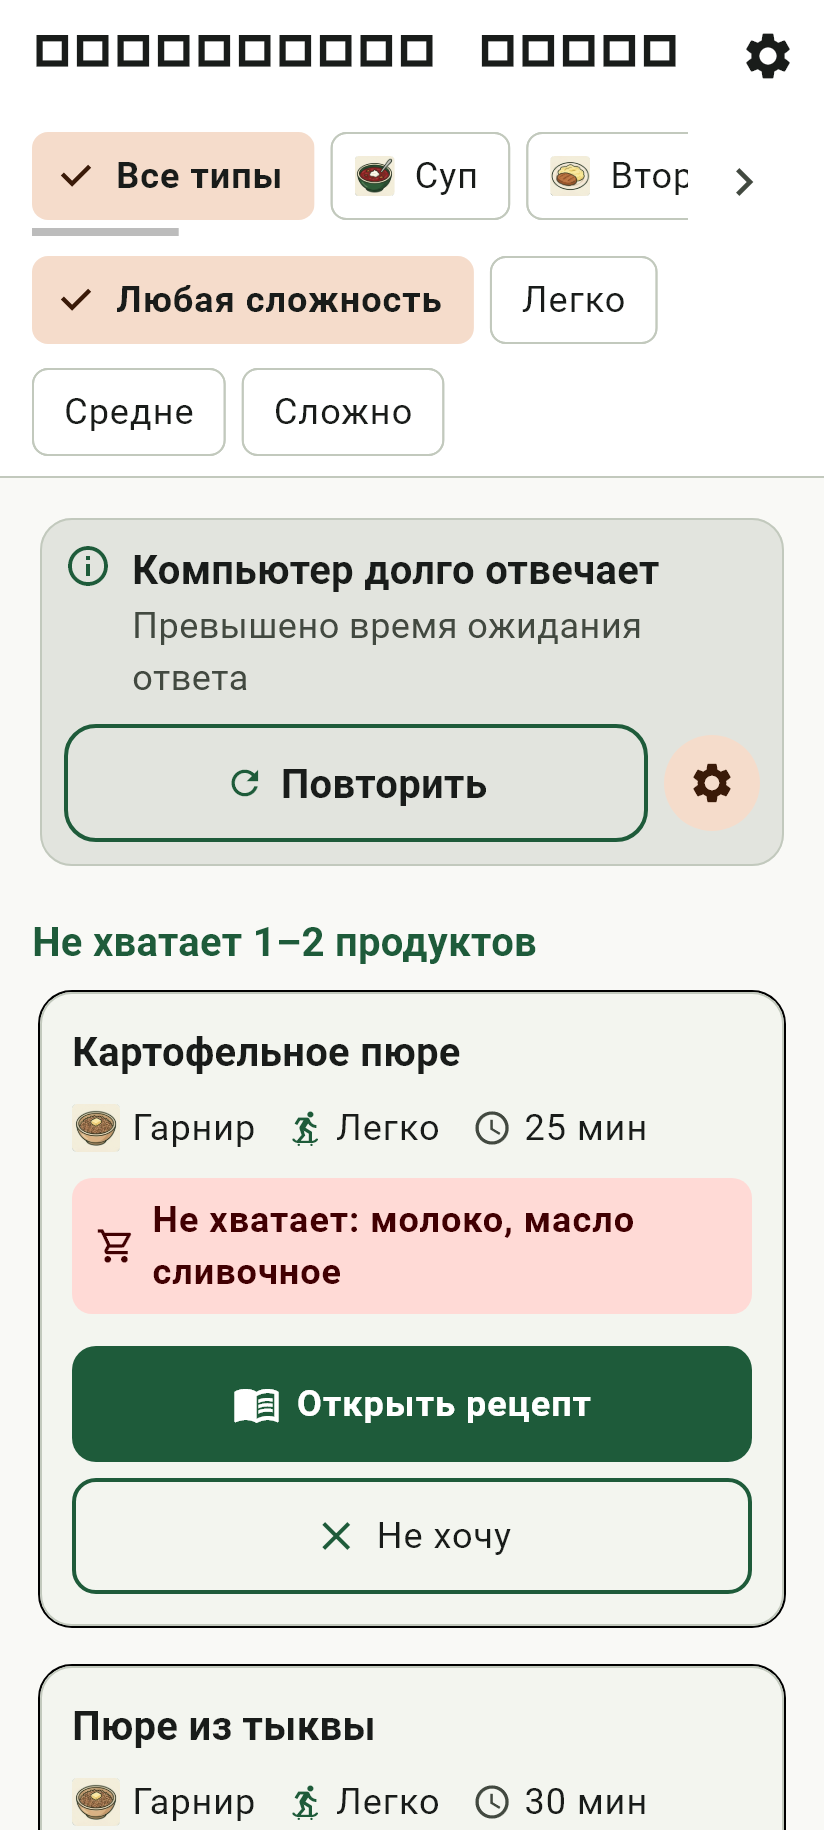 Все типы
Суп
Втор
Любая сложность
Легко
Средне
Сложно
Компьютер долго отвечает
Превышено время ожидания
ответа
Повторить
Не хватает 1–2 продуктов
Картофельное пюре
Гарнир Легко 25 мин
Не хватает: молоко, масло
сливочное
Открыть рецепт
Не хочу
Пюре из тыквы
Гарнир Легко 30 мин